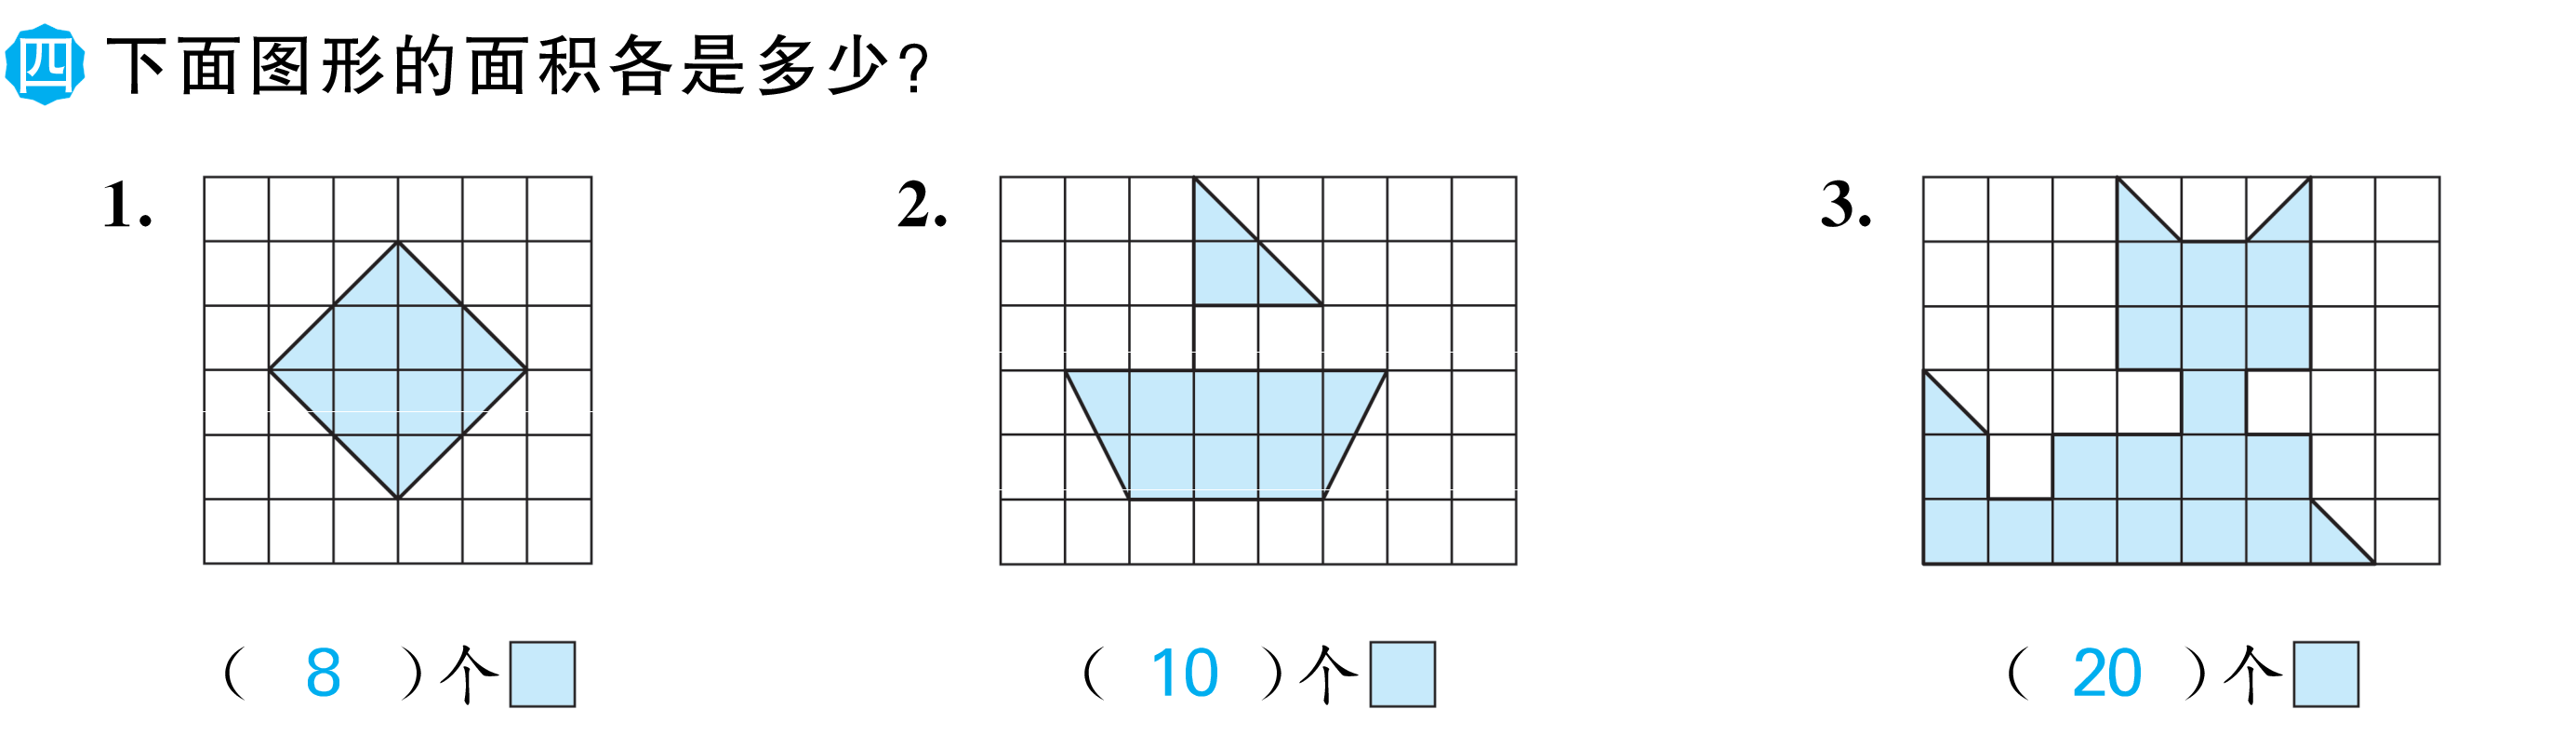 四 下面图形的面积各是多少?
1. 2. 3.
( 8 )个 ( 10 )个 ( 20 )个